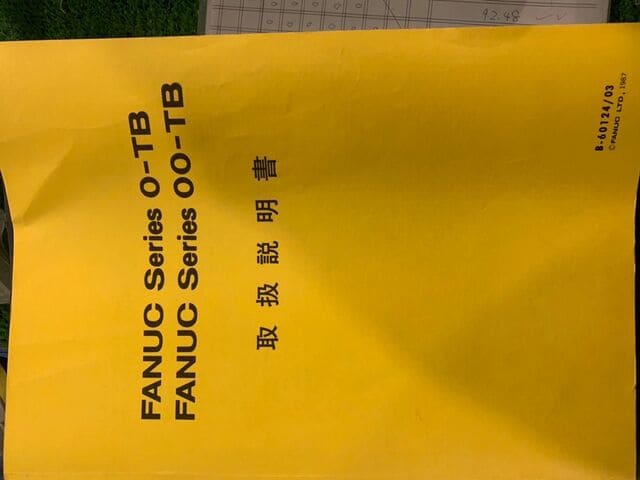 FANUC Series 0-TB
FANUC Series 00-TB
取扱説明書
B-60124/03
©FANUC LTD, 1987
92.48